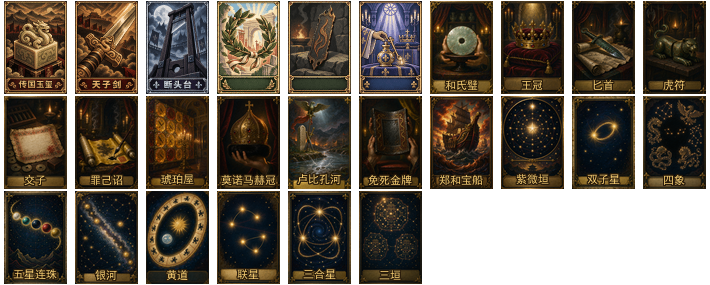 传国玉玺
天子剑
断头台
和氏璧
王冠
匕首
虎符
交子
罪己诏
琥珀屋
莫诺马赫冠
卢比孔河
免死金牌
郑和宝船
紫微垣
双子星
四象
五星连珠
银河
黄道
联星
三合星
三垣